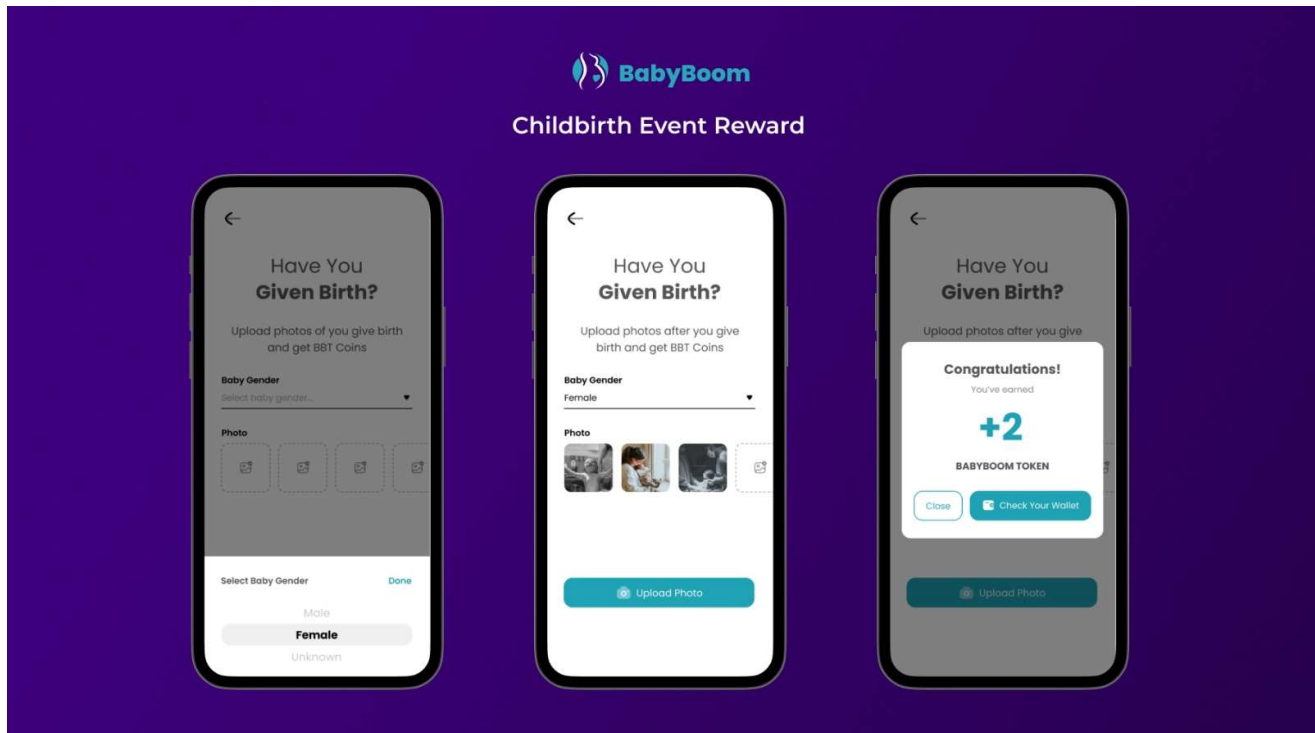 BabyBoom
Childbirth Event Reward
Have You
Given Birth?
Upload photos of you give birth
and get BBT Coins
Baby Gender
Select baby gender...
Photo
Select Baby Gender
Done
Male
Female
Unknown
Have You
Given Birth?
Upload photos after you give
birth and get BBT Coins
Baby Gender
Female
Photo
Upload Photo
Have You
Given Birth?
Upload photos after you give
Congratulations!
You've earned
+2
BABYBOOM TOKEN
Close
Check Your Wallet
Upload Photo